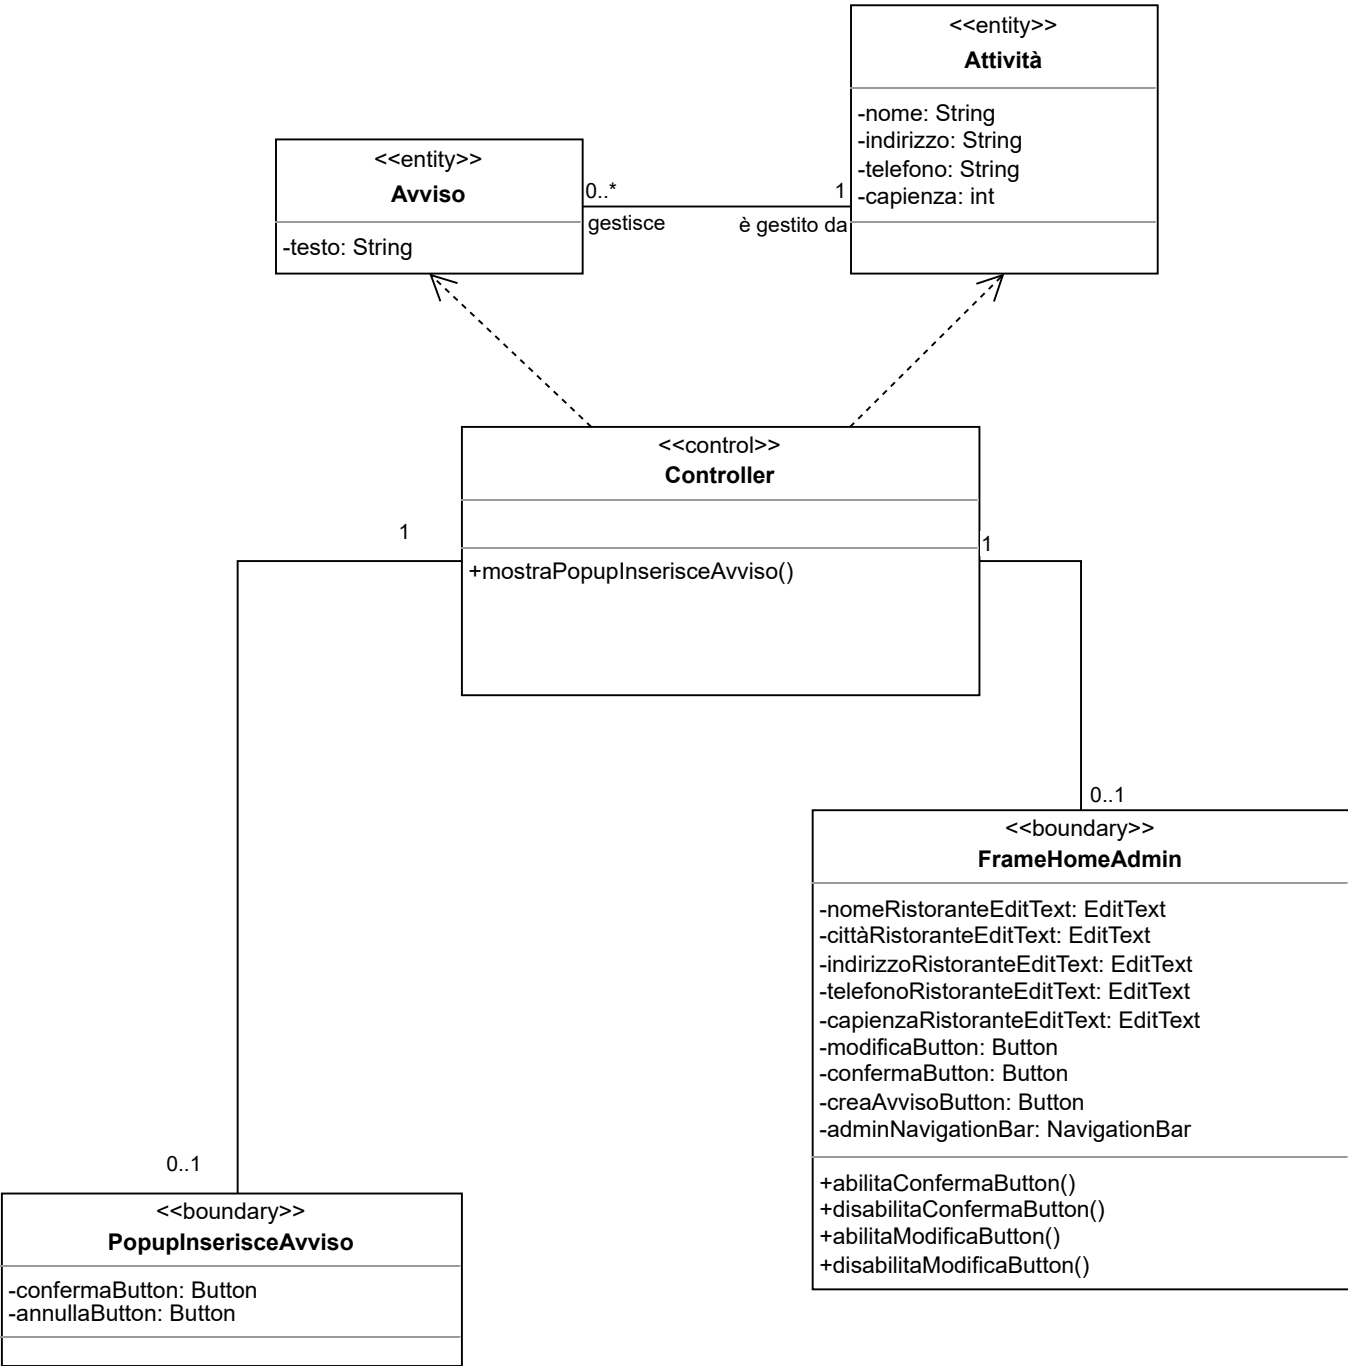 <<entity>>
Attività
-nome: String
-indirizzo: String
-telefono: String
-capienza: int
<<entity>>
Avviso
-testo: String
0..*
1
gestisce
è gestito da
<<control>>
Controller
+mostraPopupInserisceAvviso()
1
1
0..1
<<boundary>>
FrameHomeAdmin
-nomeRistoranteEditText: EditText
-cittàRistoranteEditText: EditText
-indirizzoRistoranteEditText: EditText
-telefonoRistoranteEditText: EditText
-capienzaRistoranteEditText: EditText
-modificaButton: Button
-confermaButton: Button
-creaAvvisoButton: Button
-adminNavigationBar: NavigationBar
+abilitaConfermaButton()
+disabilitaConfermaButton()
+abilitaModificaButton()
+disabilitaModificaButton()
0..1
<<boundary>>
PopupInserisceAvviso
-confermaButton: Button
-annullaButton: Button